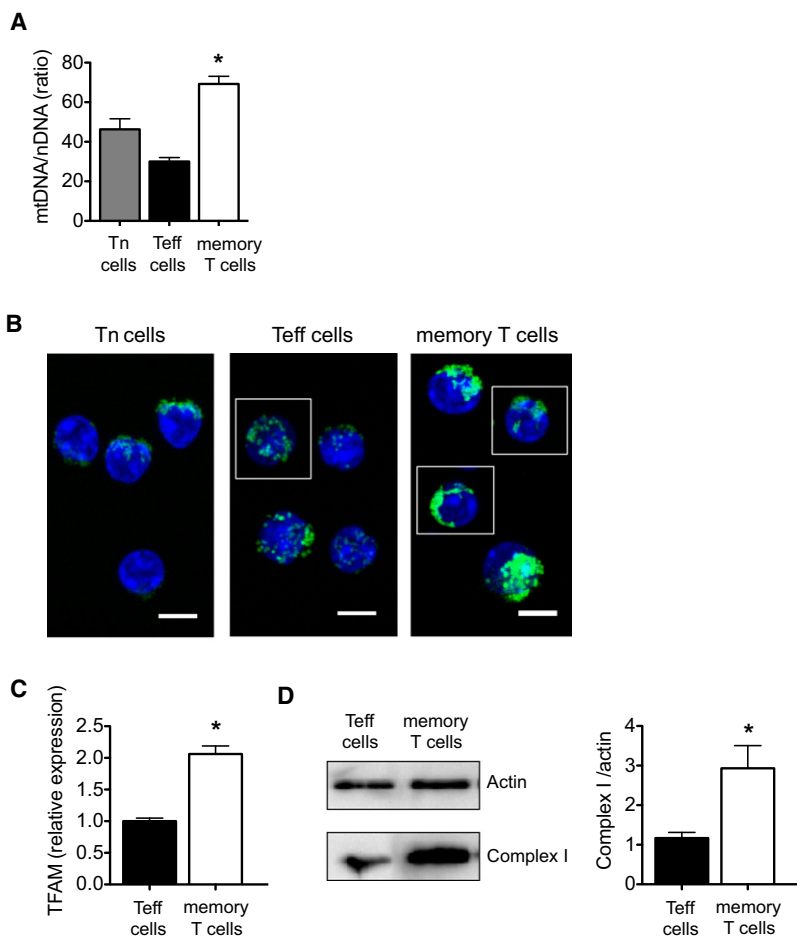 A
mtDNA/nDNA (ratio)
80
60
40
20
0
*
Tn
cells
Teff
cells
memory
T cells
B
Tn cells
Teff cells
memory T cells
C
TFAM (relative expression)
2.5
2.0
1.5
1.0
0.5
0.0
*
Teff
cells
memory
T cells
D
Teff
cells
memory
T cells
Actin
Complex I
Complex I /actin
4
3
2
1
0
*
Teff
cells
memory
T cells